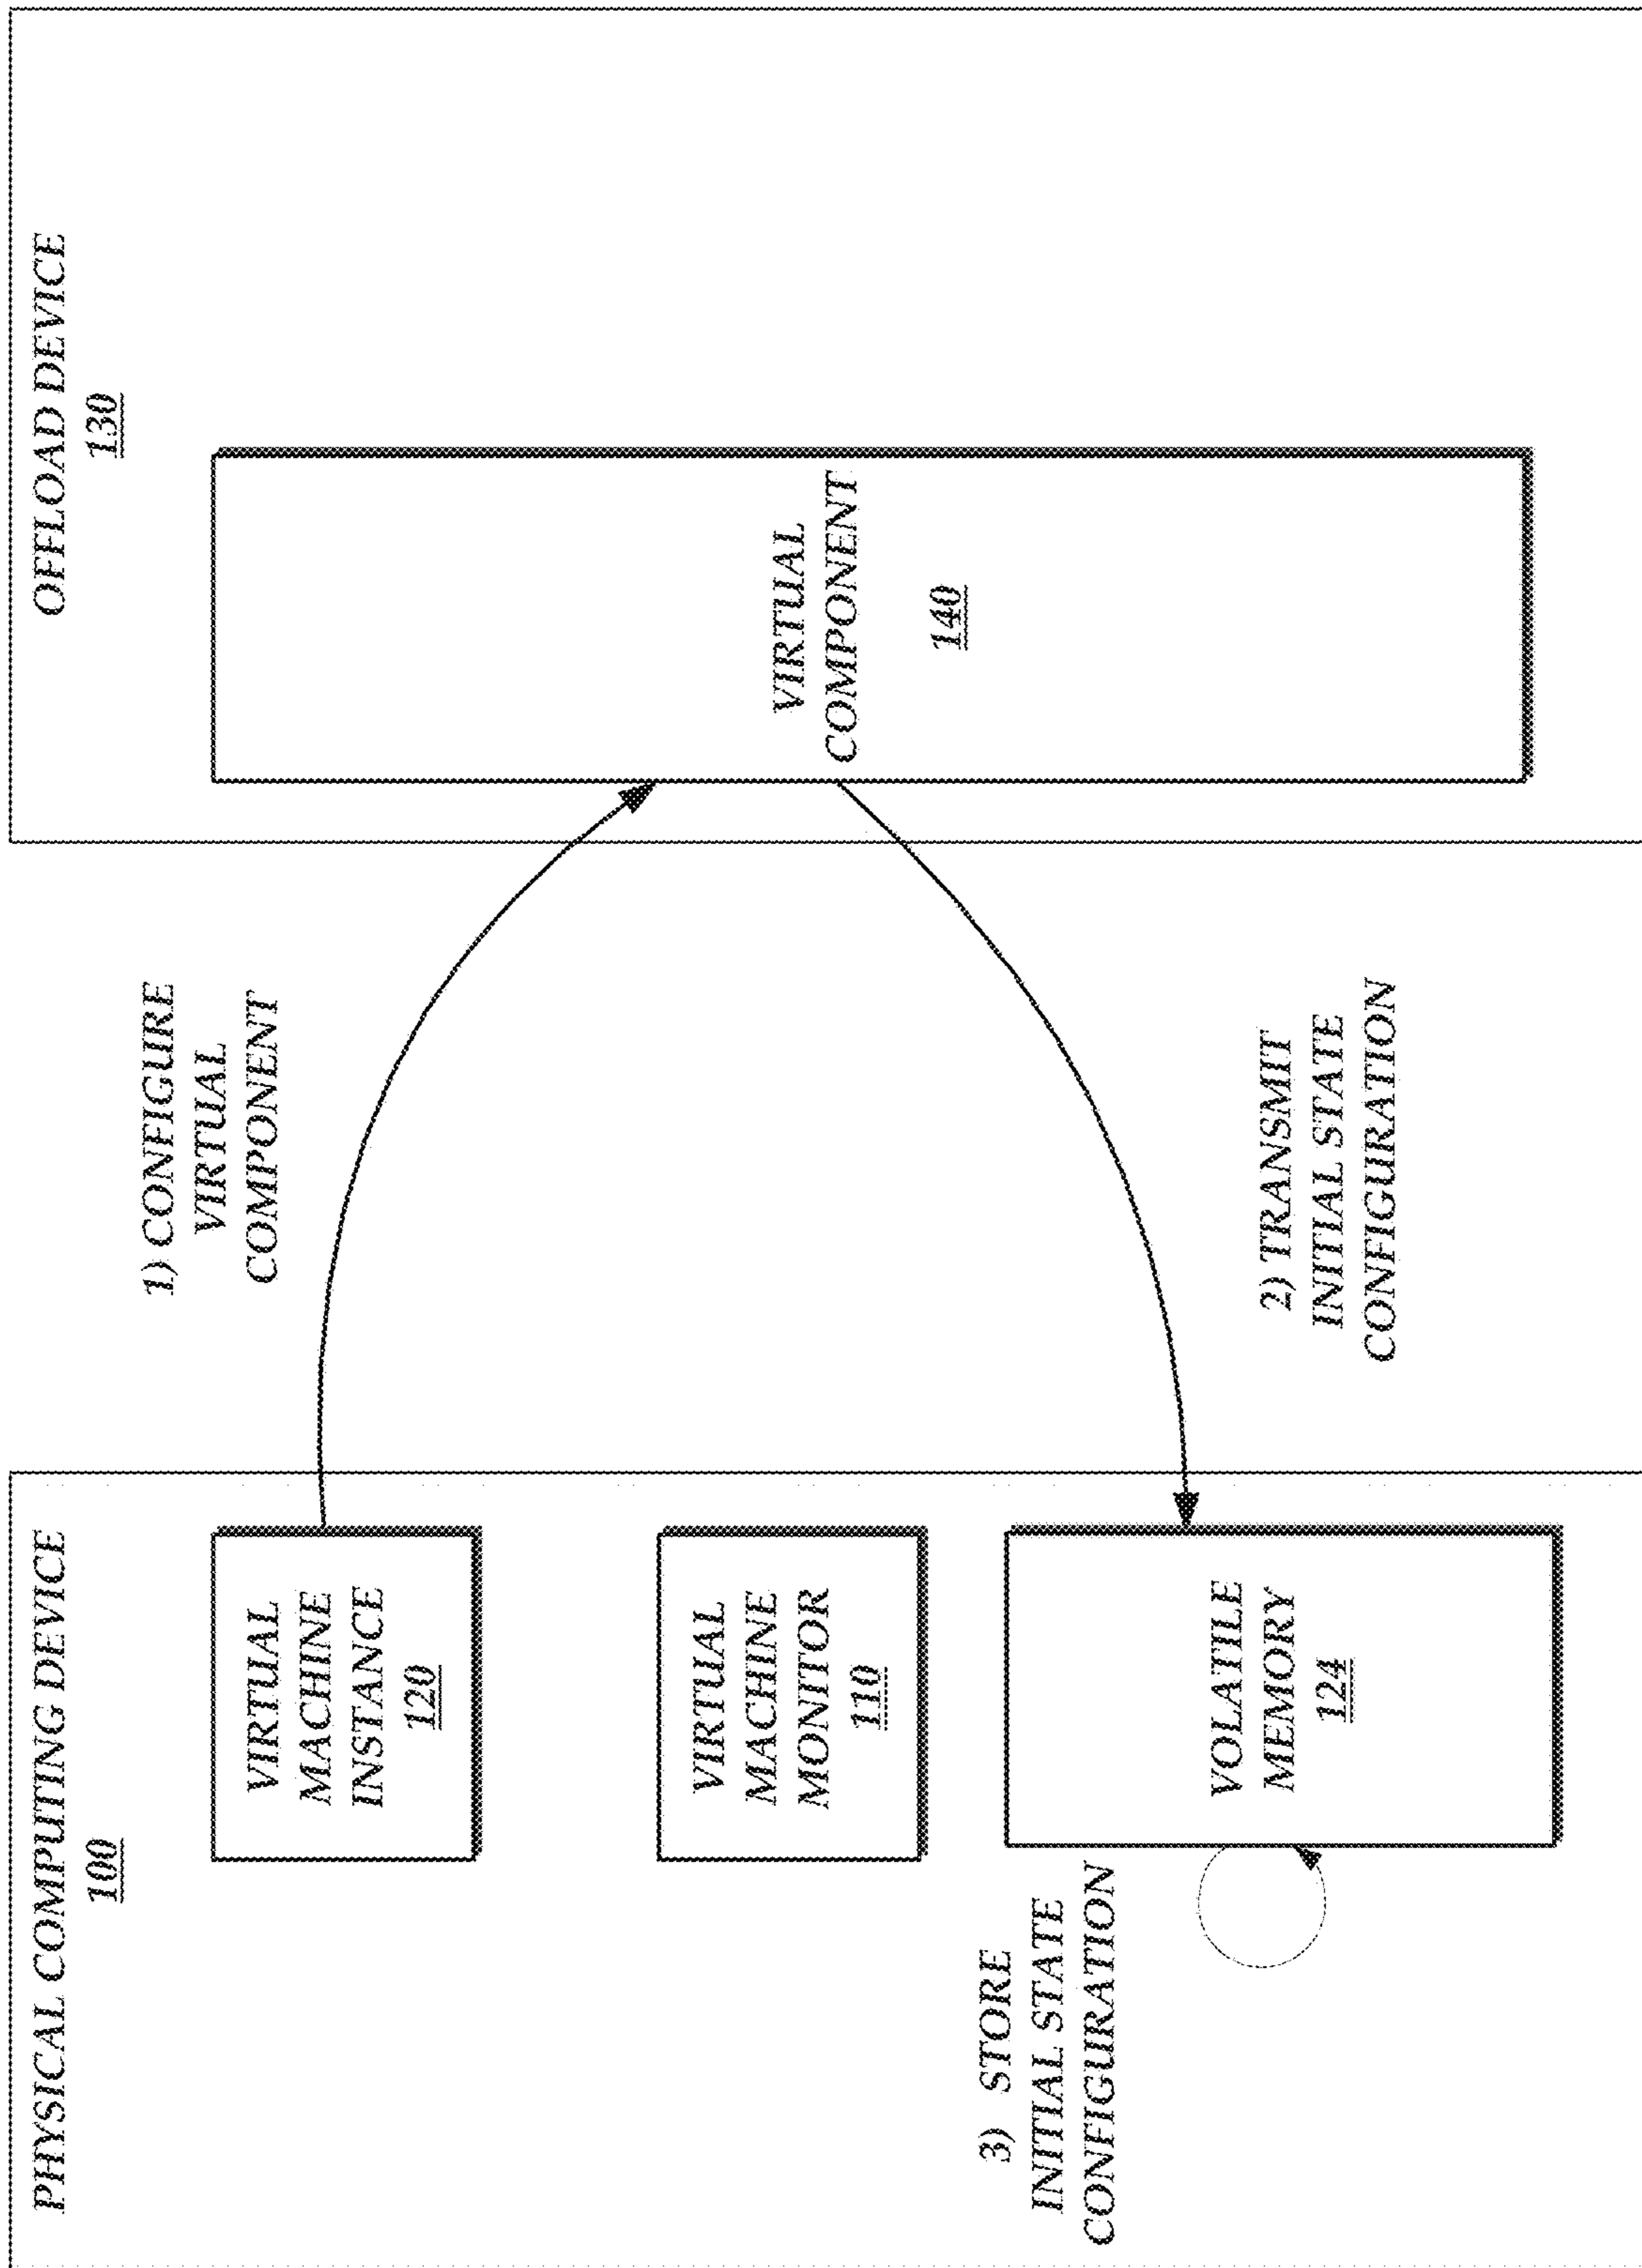 PHYSICAL COMPUTING DEVICE
100
VIRTUAL
MACHINE
INSTANCE
120
VIRTUAL
MACHINE
MONITOR
110
3) STORE
INITIAL STATE
CONFIGURATION
VOLATILE
MEMORY
124
1) CONFIGURE
VIRTUAL
COMPONENT
2) TRANSMIT
INITIAL STATE
CONFIGURATION
OFFLOAD DEVICE
130
VIRTUAL
COMPONENT
140